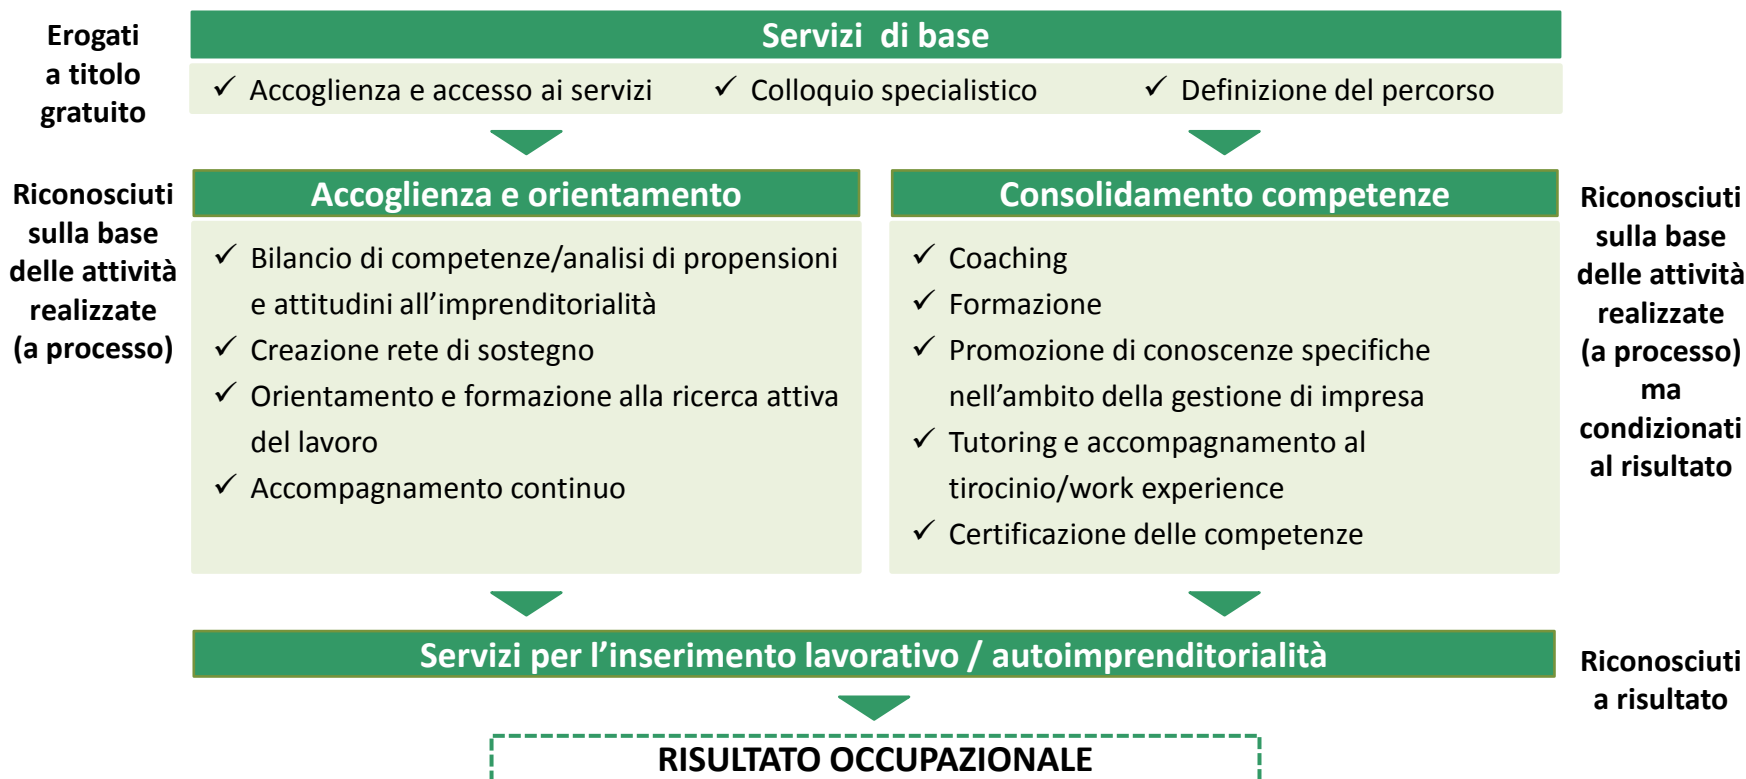 Erogati
a titolo
gratuito
Servizi di base
✓ Accoglienza e accesso ai servizi ✓ Colloquio specialistico ✓ Definizione del percorso
Riconosciuti
sulla base
delle attività
realizzate
(a processo)
Accoglienza e orientamento
✓ Bilancio di competenze/analisi di propensioni
e attitudini all’imprenditorialità
✓ Creazione rete di sostegno
✓ Orientamento e formazione alla ricerca attiva
del lavoro
✓ Accompagnamento continuo
Consolidamento competenze
✓ Coaching
✓ Formazione
✓ Promozione di conoscenze specifiche
nell’ambito della gestione di impresa
✓ Tutoring e accompagnamento al
tirocinio/work experience
✓ Certificazione delle competenze
Riconosciuti
sulla base
delle attività
realizzate
(a processo)
ma
condizionati
al risultato
Servizi per l’inserimento lavorativo / autoimprenditorialità
Riconosciuti
a risultato
RISULTATO OCCUPAZIONALE